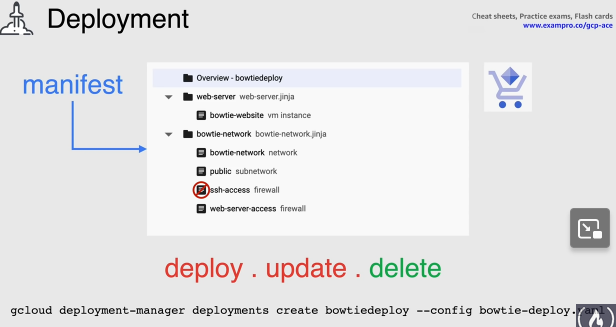 Deployment
Cheat sheets, Practice exams, Flash cards
www.exampro.co/gcp-ace
manifest
Overview - bowtiedeploy
web-server web-server.jinja
bowtie-website vm instance
bowtie-network bowtie-network.jinja
bowtie-network network
public subnetwork
ssh-access firewall
web-server-access firewall
deploy . update . delete
gcloud deployment-manager deployments create bowtiedeploy --config bowtie-deploy.yaml